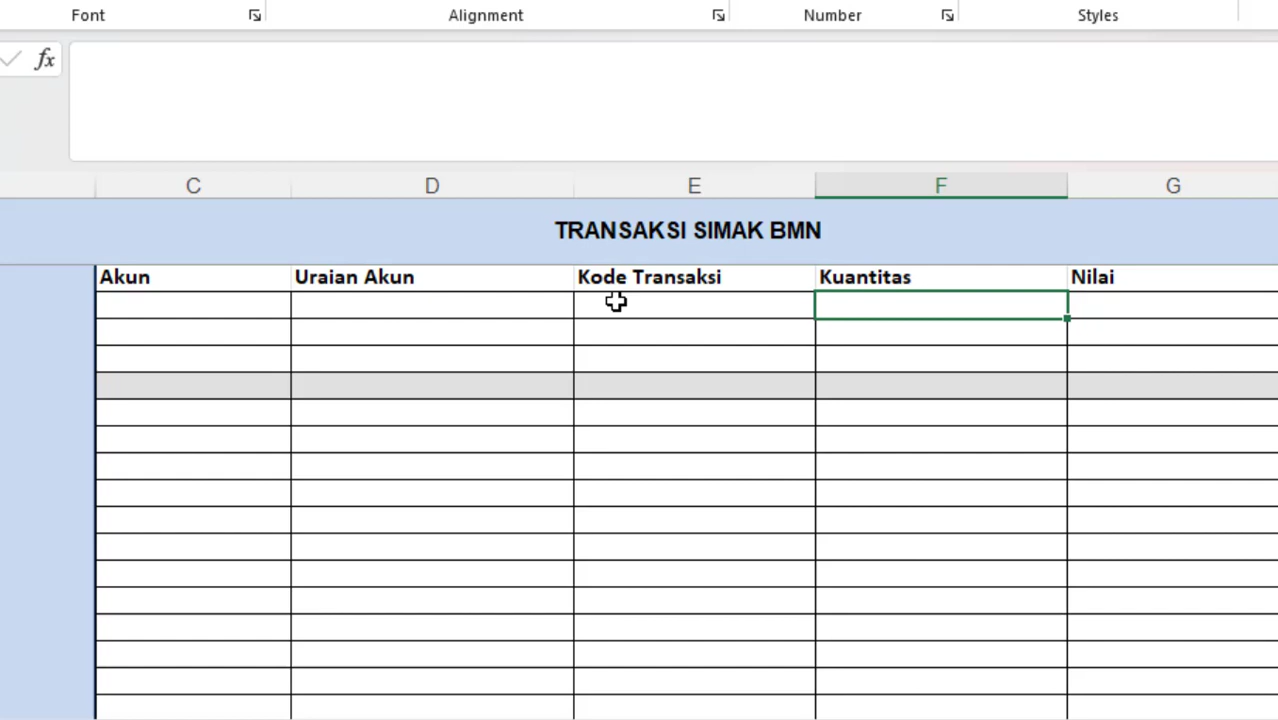 Font Alignment Number Styles
fx
C D E F G
TRANSAKSI SIMAK BMN
Akun Uraian Akun Kode Transaksi Kuantitas Nilai